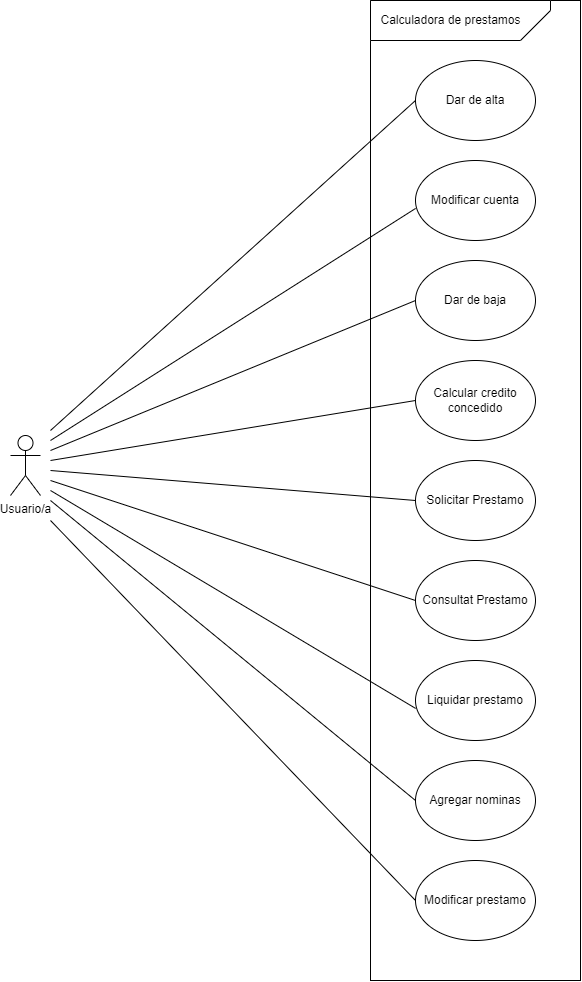 Calculadora de prestamos
Dar de alta
Modificar cuenta
Dar de baja
Calcular credito
concedido
Solicitar Prestamo
Usuario/a
Consultat Prestamo
Liquidar prestamo
Agregar nominas
Modificar prestamo